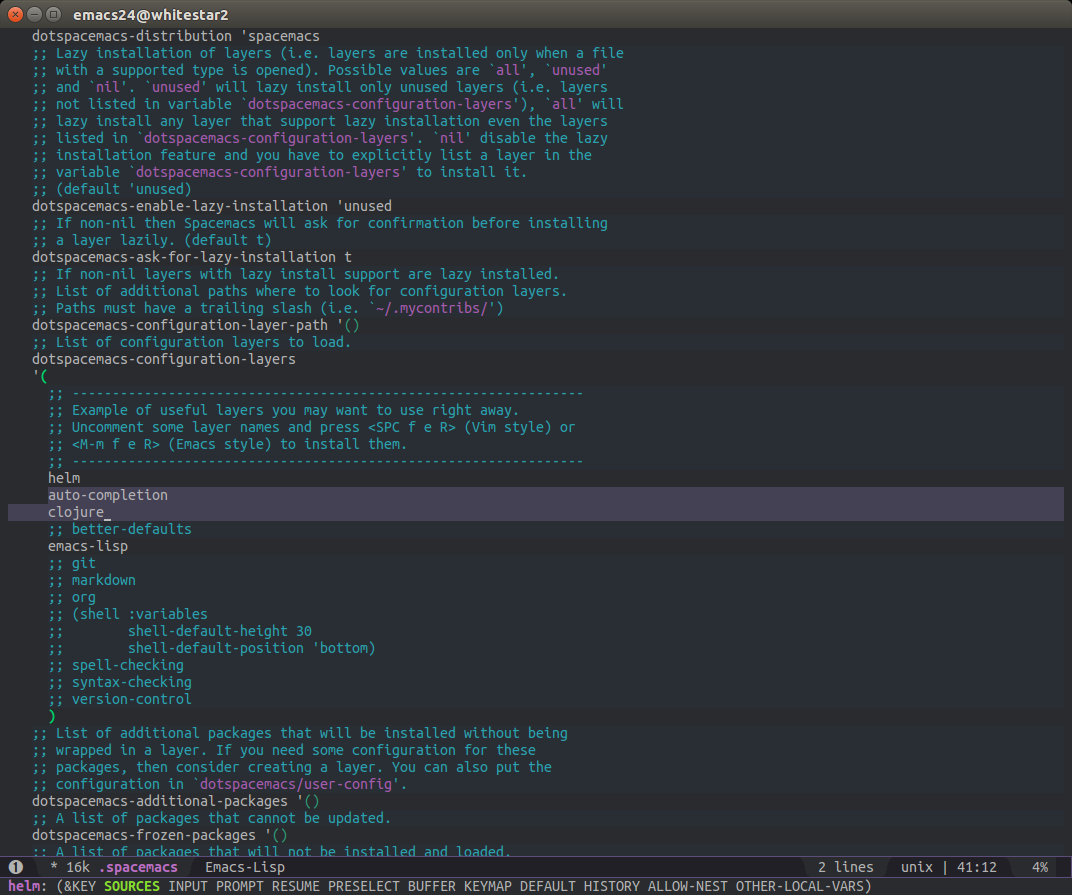 emacs24@whitestar2
dotspacemacs-distribution 'spacemacs
;; Lazy installation of layers (i.e. layers are installed only when a file
;; with a supported type is opened). Possible values are `all', `unused'
;; and `nil'. `unused' will lazy install only unused layers (i.e. layers
;; not listed in variable `dotspacemacs-configuration-layers'), `all' will
;; lazy install any layer that support lazy installation even the layers
;; listed in `dotspacemacs-configuration-layers'. `nil' disable the lazy
;; installation feature and you have to explicitly list a layer in the
;; variable `dotspacemacs-configuration-layers' to install it.
;; (default 'unused)
dotspacemacs-enable-lazy-installation 'unused
;; If non-nil then Spacemacs will ask for confirmation before installing
;; a layer lazily. (default t)
dotspacemacs-ask-for-lazy-installation t
;; If non-nil layers with lazy install support are lazy installed.
;; List of additional paths where to look for configuration layers.
;; Paths must have a trailing slash (i.e. `~/.mycontribs/')
dotspacemacs-configuration-layer-path '()
;; List of configuration layers to load.
dotspacemacs-configuration-layers
'(
;; ----------------------------------------------------------------
;; Example of useful layers you may want to use right away.
;; Uncomment some layer names and press <SPC f e R> (Vim style) or
;; <M-m f e R> (Emacs style) to install them.
;; ----------------------------------------------------------------
helm
auto-completion
clojure
;; better-defaults
emacs-lisp
;; git
;; markdown
;; org
;; (shell :variables
;;        shell-default-height 30
;;        shell-default-position 'bottom)
;; spell-checking
;; syntax-checking
;; version-control
)
;; List of additional packages that will be installed without being
;; wrapped in a layer. If you need some configuration for these
;; packages, then consider creating a layer. You can also put the
;; configuration in `dotspacemacs/user-config'.
dotspacemacs-additional-packages '()
;; A list of packages that cannot be updated.
dotspacemacs-frozen-packages '()
;; A list of packages that will not be installed and loaded.
1 * 16k .spacemacs Emacs-Lisp 2 lines unix | 41:12 4%
helm: (&KEY SOURCES INPUT PROMPT RESUME PRESELECT BUFFER KEYMAP DEFAULT HISTORY ALLOW-NEST OTHER-LOCAL-VARS)